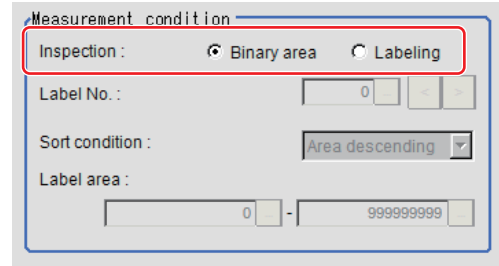 Measurement condition
Inspection : Binary area Labeling
Label No. : 0 ... < >
Sort condition : Area descending
Label area :
0 ... - 999999999 ...